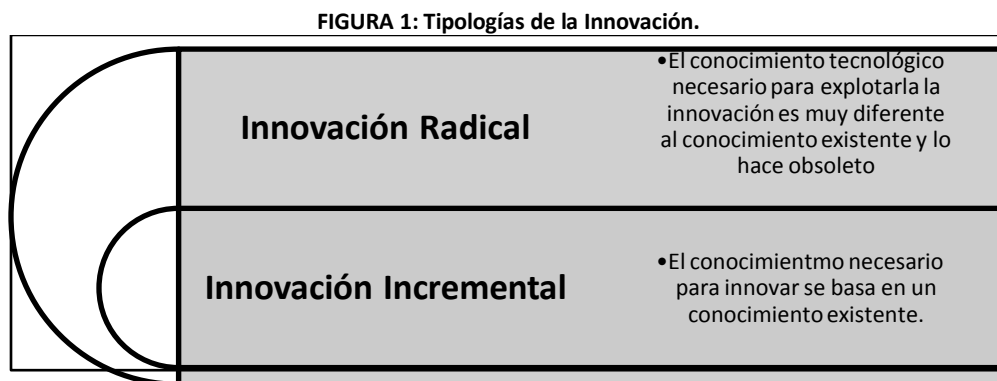 FIGURA 1: Tipologías de la Innovación.
Innovación Radical
•El conocimiento tecnológico
necesario para explotarla la
innovación es muy diferente
al conocimiento existente y lo
hace obsoleto
Innovación Incremental
•El conocimientmo necesario
para innovar se basa en un
conocimiento existente.